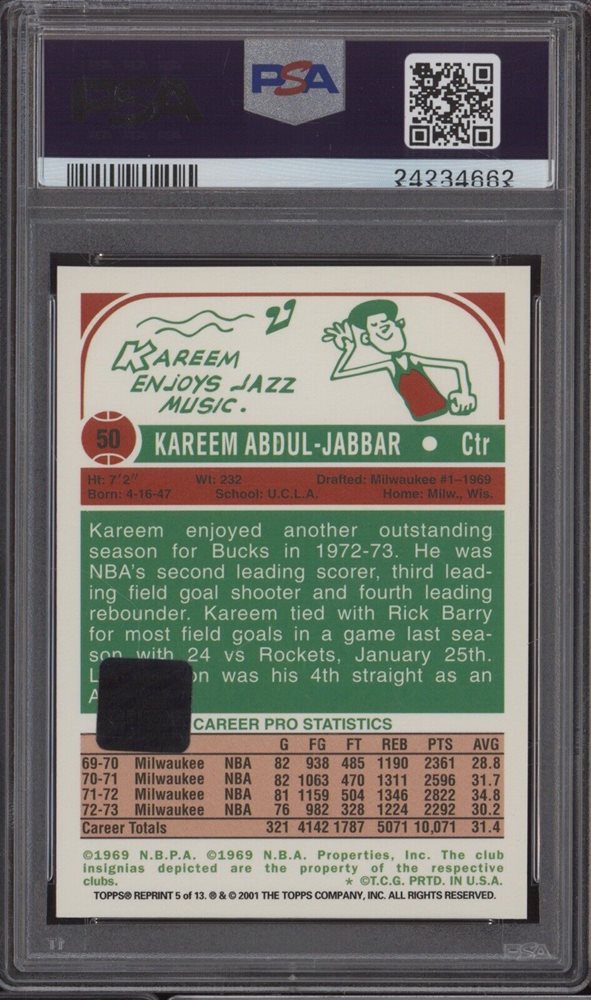 PSA
PSA
24234662
KAREEM
ENJOYS JAZZ
MUSIC.
50 KAREEM ABDUL-JABBAR • Ctr
Ht: 7'2" Wt: 232 Drafted: Milwaukee #1–1969
Born: 4-16-47 School: U.C.L.A. Home: Milw., Wis.
Kareem enjoyed another outstanding
season for Bucks in 1972-73. He was
NBA's second leading scorer, third lead-
ing field goal shooter and fourth leading
rebounder. Kareem tied with Rick Barry
for most field goals in a game last sea-
son with 24 vs Rockets, January 25th.
on was his 4th straight as an
CAREER PRO STATISTICS
G FG FT REB PTS AVG
69-70 Milwaukee NBA 82 938 485 1190 2361 28.8
70-71 Milwaukee NBA 82 1063 470 1311 2596 31.7
71-72 Milwaukee NBA 81 1159 504 1346 2822 34.8
72-73 Milwaukee NBA 76 982 328 1224 2292 30.2
Career Totals 321 4142 1787 5071 10,071 31.4
©1969 N.B.P.A. ©1969 N.B.A. Properties, Inc. The club
insignias depicted are the property of the respective
clubs. * ©T.C.G. PRTD. IN U.S.A.
TOPPS® REPRINT 5 of 13. ® & © 2001 THE TOPPS COMPANY, INC. ALL RIGHTS RESERVED.
PSA